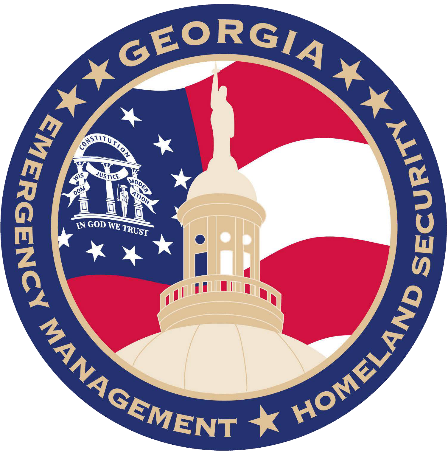 GEORGIA
EMERGENCY MANAGEMENT
HOMELAND SECURITY
CONSTITUTION
WISDOM
JUSTICE
MODERATION
IN GOD WE TRUST